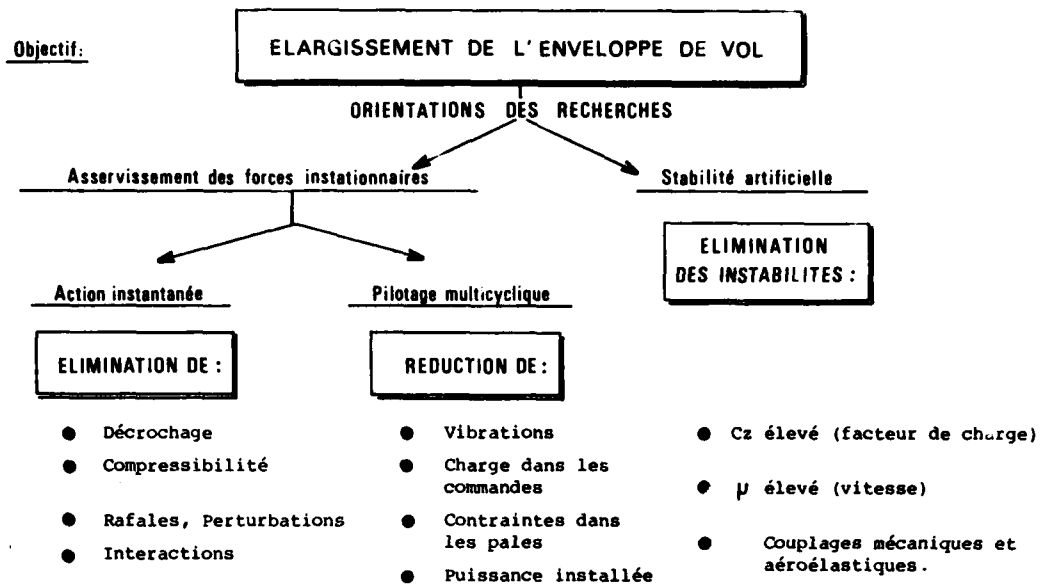 Objectif:
ELARGISSEMENT DE L'ENVELOPPE DE VOL
ORIENTATIONS DES RECHERCHES
Asservissement des forces instationnaires
Stabilité artificielle
ELIMINATION
DES INSTABILITES :
Action instantanée
Pilotage multicyclique
ELIMINATION DE :
REDUCTION DE :
● Décrochage
● Compressibilité
● Rafales, Perturbations
● Interactions
● Vibrations
● Charge dans les
commandes
● Contraintes dans
les pales
● Puissance installée
● Cz élevé (facteur de charge)
● µ élevé (vitesse)
● Couplages mécaniques et
aéroélastiques.